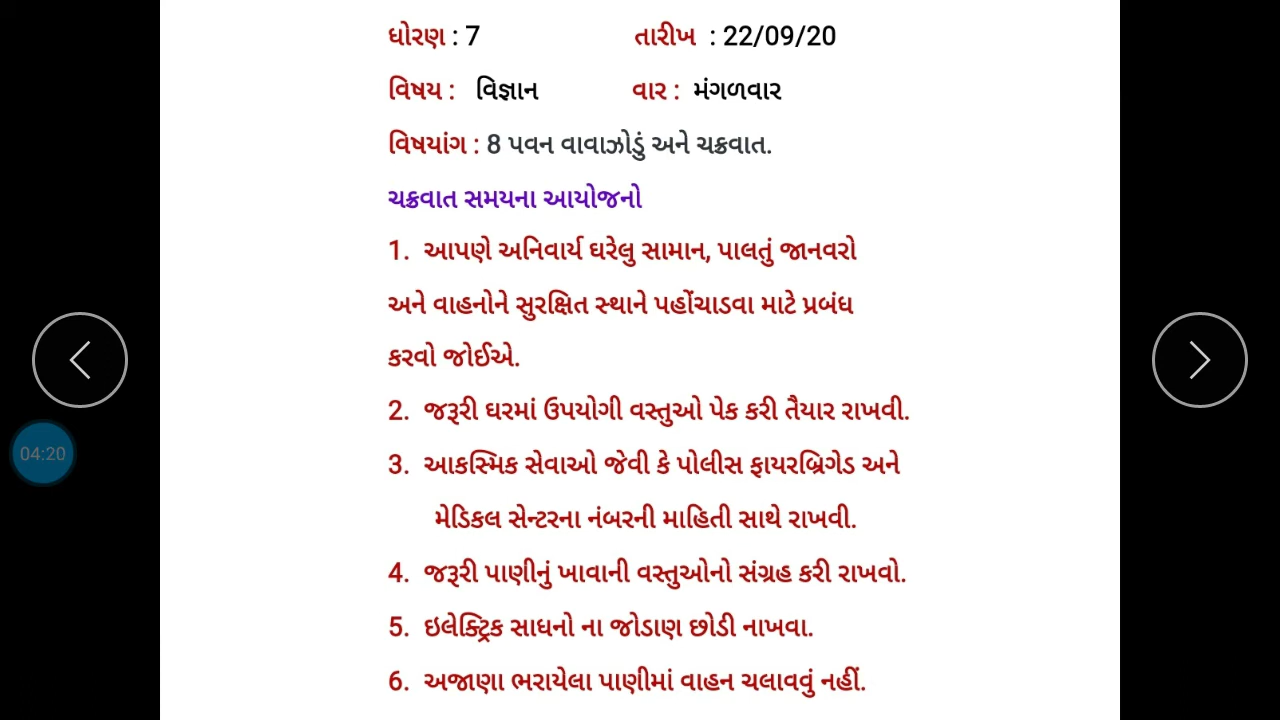 ધોરણ : 7 તારીખ : 22/09/20
વિષય : વિજ્ઞાન વાર : મંગળવાર
વિષયાંગ : 8 પવન વાવાઝોડું અને ચક્રવાત.
ચક્રવાત સમયના આયોજનો
1. આપણે અનિવાર્ય ઘરેલુ સામાન, પાલતું જાનવરો
અને વાહનોને સુરક્ષિત સ્થાને પહોંચાડવા માટે પ્રબંધ
કરવો જોઈએ.
2. જરૂરી ઘરમાં ઉપયોગી વસ્તુઓ પેક કરી તૈયાર રાખવી.
04:20
3. આકસ્મિક સેવાઓ જેવી કે પોલીસ ફાયરબ્રિગેડ અને
મેડિકલ સેન્ટરના નંબરની માહિતી સાથે રાખવી.
4. જરૂરી પાણીનું ખાવાની વસ્તુઓનો સંગ્રહ કરી રાખવો.
5. ઇલેક્ટ્રિક સાધનો ના જોડાણ છોડી નાખવા.
6. અજાણા ભરાયેલા પાણીમાં વાહન ચલાવવું નહીં.